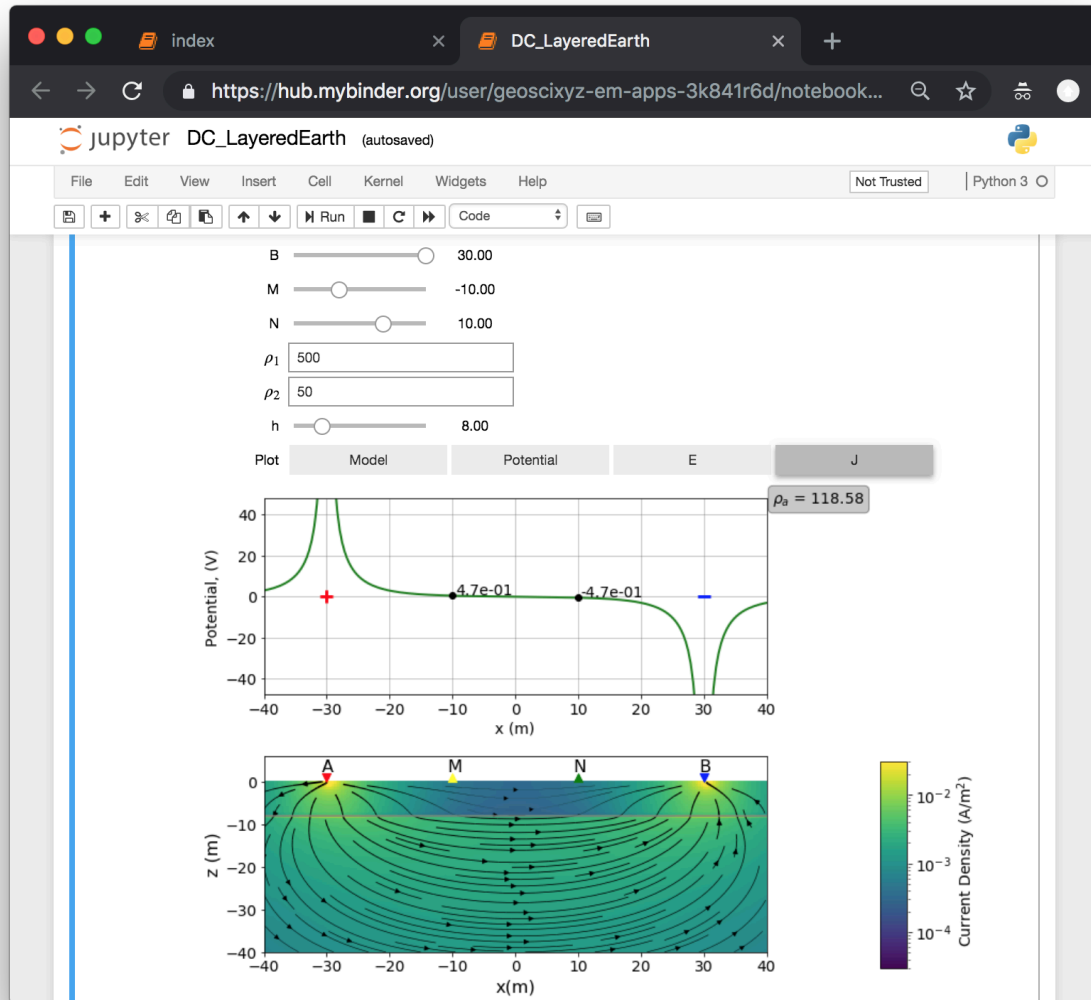 index
DC_LayeredEarth
https://hub.mybinder.org/user/geoscixyz-em-apps-3k841r6d/notebook...
jupyter DC_LayeredEarth (autosaved)
File Edit View Insert Cell Kernel Widgets Help Not Trusted Python 3
Run Code
B 30.00
M -10.00
N 10.00
ρ1 500
ρ2 50
h 8.00
Plot Model Potential E J
ρa = 118.58
40
20
0
−20
−40
Potential, (V)
4.7e-01
-4.7e-01
−40 −30 −20 −10 0 10 20 30 40
x (m)
A M N B
0
−10
−20
−30
−40
z (m)
−40 −30 −20 −10 0 10 20 30 40
x(m)
10−2
10−3
10−4
Current Density (A/m2)